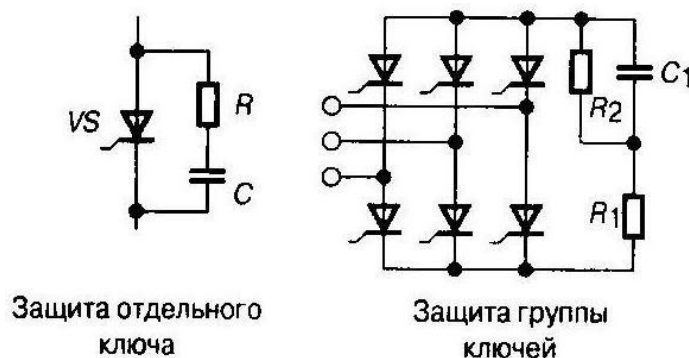 VS
R
C
R2
C1
R1
Защита отдельного
ключа
Защита группы
ключей